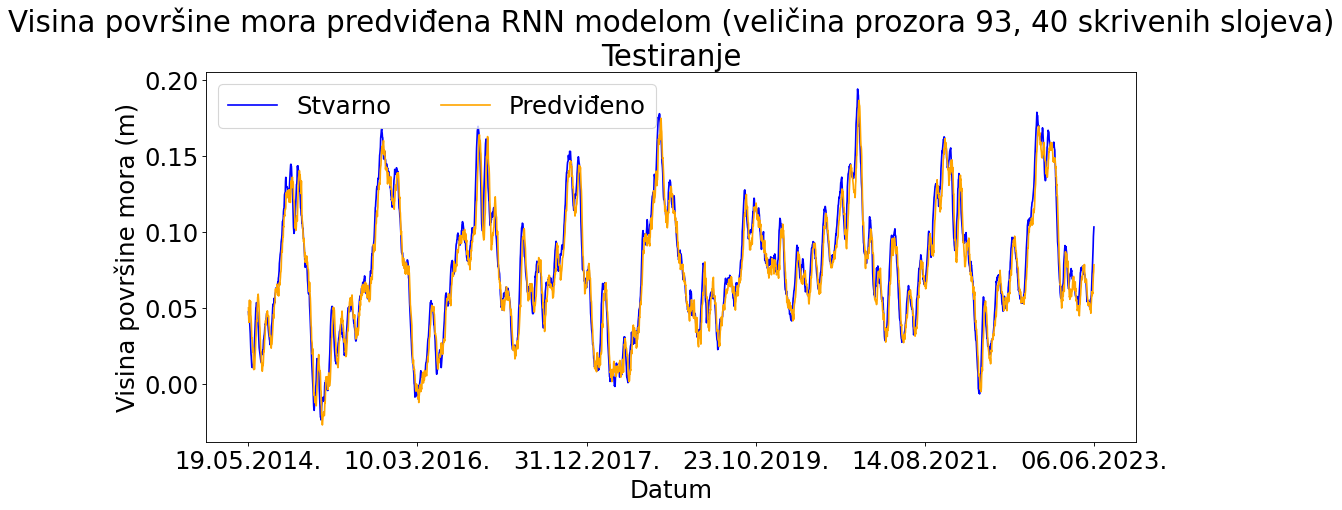 Visina površine mora predviđena RNN modelom (veličina prozora 93, 40 skrivenih slojeva)
Testiranje
Stvarno
Predviđeno
Visina površine mora (m)
0.20
0.15
0.10
0.05
0.00
19.05.2014.
10.03.2016.
31.12.2017.
23.10.2019.
14.08.2021.
06.06.2023.
Datum